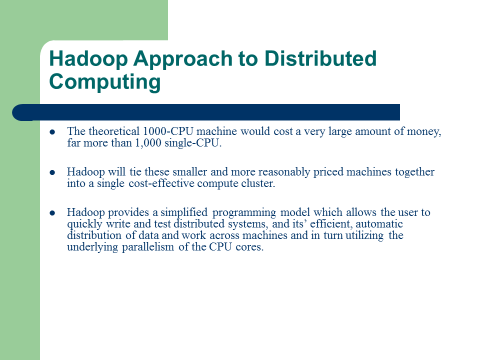 Hadoop Approach to Distributed
Computing
The theoretical 1000-CPU machine would cost a very large amount of money,
far more than 1,000 single-CPU.
Hadoop will tie these smaller and more reasonably priced machines together
into a single cost-effective compute cluster.
Hadoop provides a simplified programming model which allows the user to
quickly write and test distributed systems, and its’ efficient, automatic
distribution of data and work across machines and in turn utilizing the
underlying parallelism of the CPU cores.